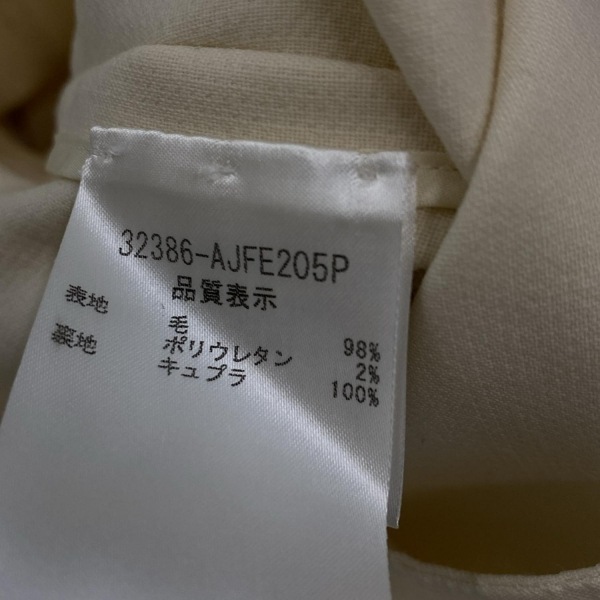 32386-AJFE205P
品質表示
表地 毛 98%
ポリウレタン 2%
裏地 キュプラ 100%